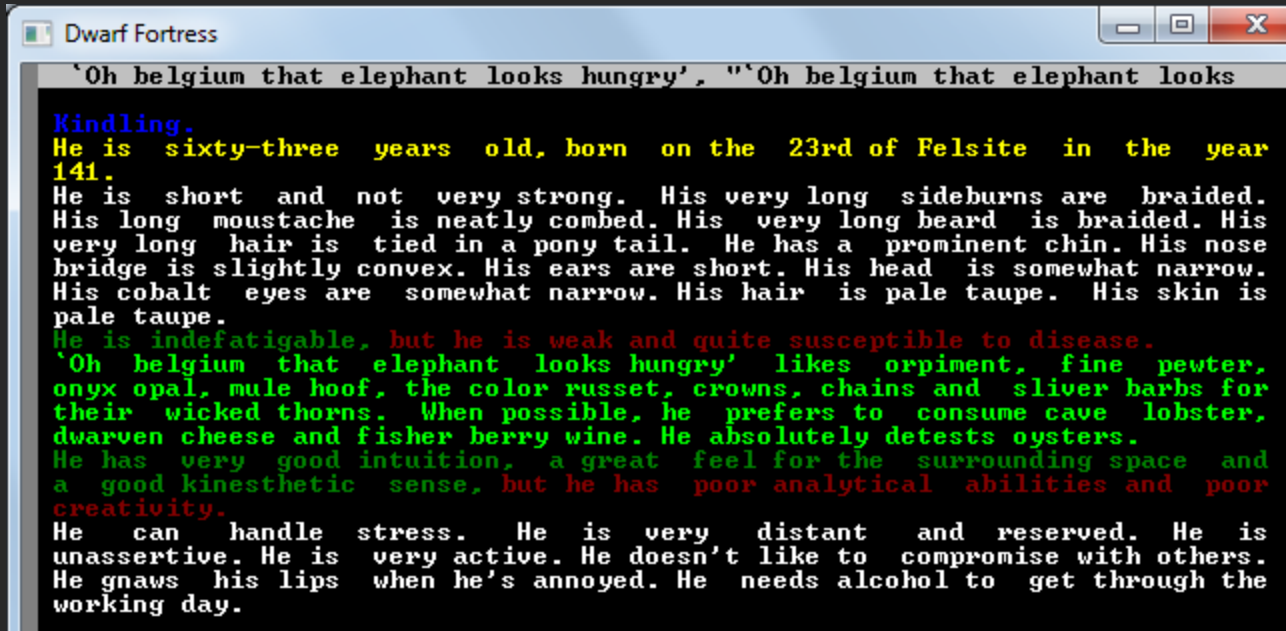 Dwarf Fortress
`Oh belgium that elephant looks hungry', "`Oh belgium that elephant looks
Kindling.
He is sixty-three years old, born on the 23rd of Felsite in the year
141.
He is short and not very strong. His very long sideburns are braided.
His long moustache is neatly combed. His very long beard is braided. His
very long hair is tied in a pony tail. He has a prominent chin. His nose
bridge is slightly convex. His ears are short. His head is somewhat narrow.
His cobalt eyes are somewhat narrow. His hair is pale taupe. His skin is
pale taupe.
He is indefatigable, but he is weak and quite susceptible to disease.
`Oh belgium that elephant looks hungry' likes orpiment, fine pewter,
onyx opal, mule hoof, the color russet, crowns, chains and sliver barbs for
their wicked thorns. When possible, he prefers to consume cave lobster,
dwarven cheese and fisher berry wine. He absolutely detests oysters.
He has very good intuition, a great feel for the surrounding space and
a good kinesthetic sense, but he has poor analytical abilities and poor
creativity.
He can handle stress. He is very distant and reserved. He is
unassertive. He is very active. He doesn't like to compromise with others.
He gnaws his lips when he's annoyed. He needs alcohol to get through the
working day.